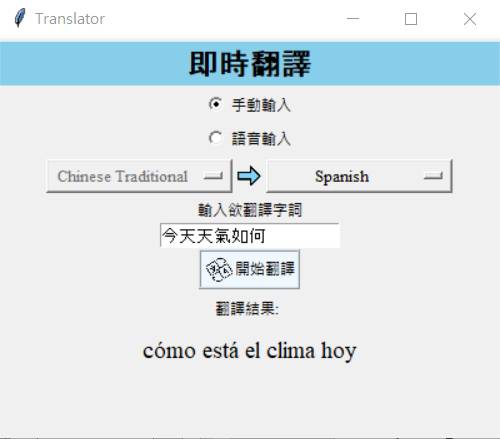 Translator
即時翻譯
手動輸入
語音輸入
Chinese Traditional Spanish
輸入欲翻譯字詞
今天天氣如何
開始翻譯
翻譯結果:
cómo está el clima hoy